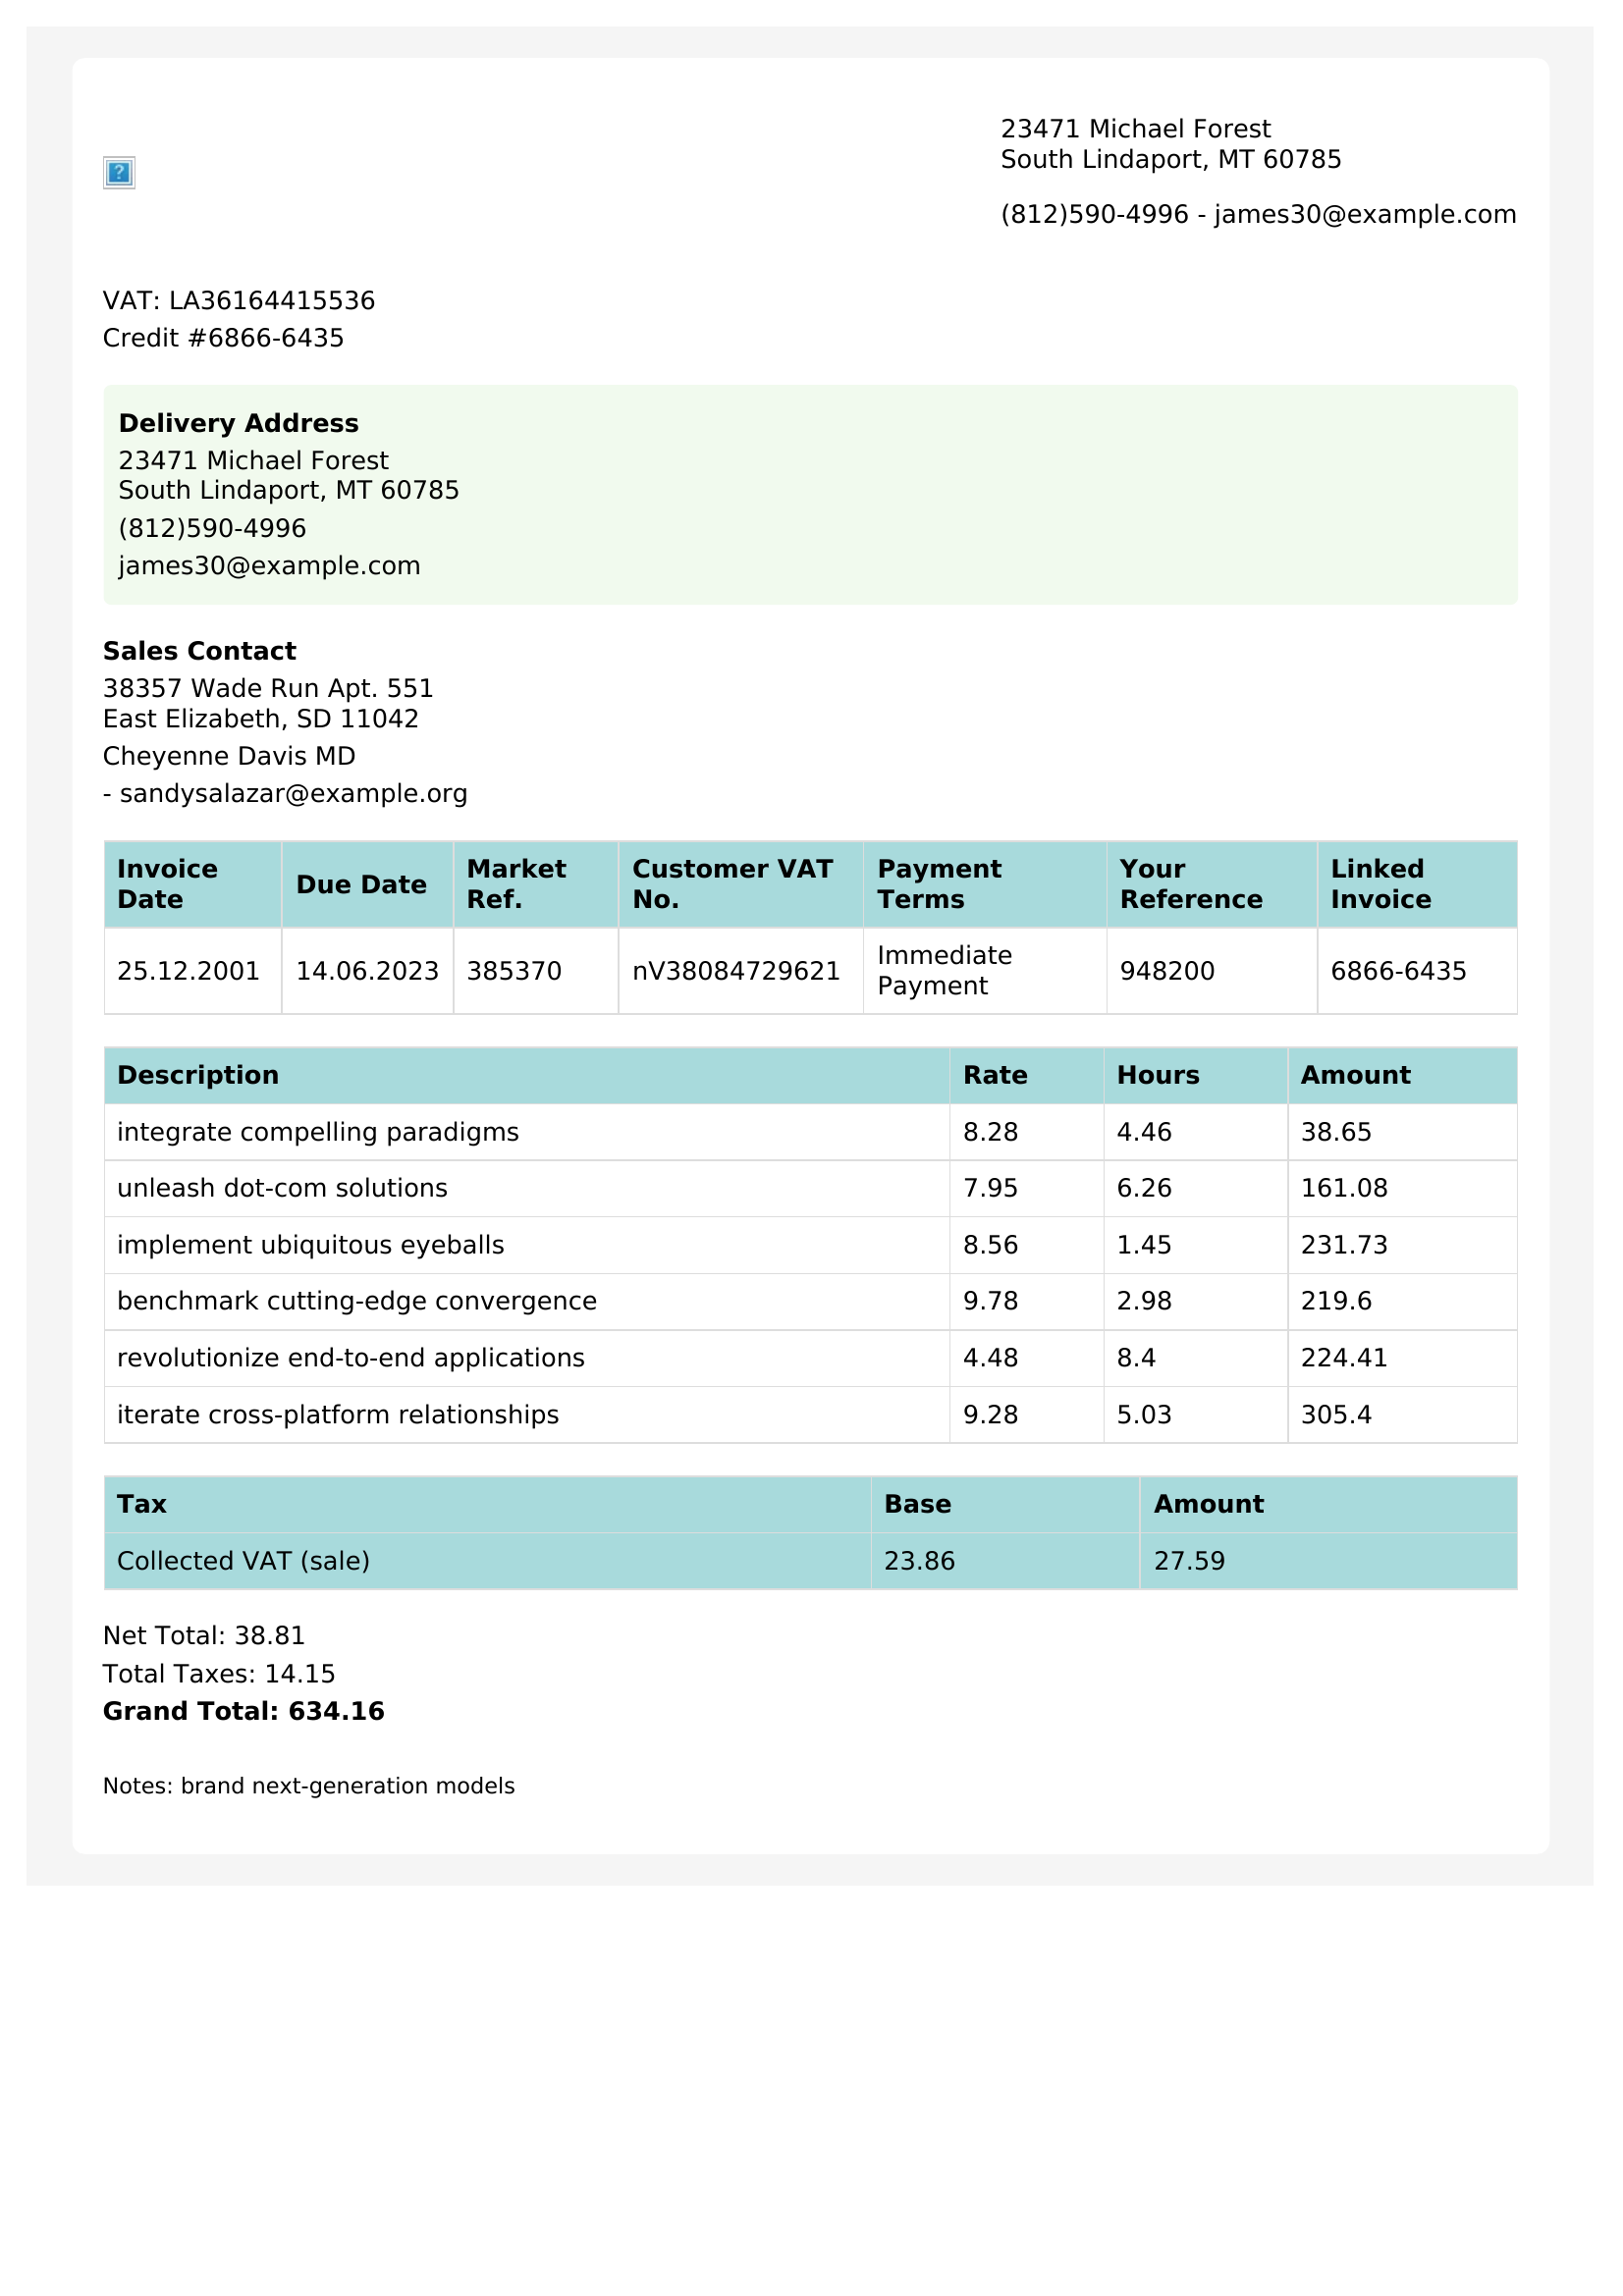 23471 Michael Forest
South Lindaport, MT 60785
(812)590-4996 - james30@example.com
VAT: LA36164415536
Credit #6866-6435
Delivery Address
23471 Michael Forest
South Lindaport, MT 60785
(812)590-4996
james30@example.com
Sales Contact
38357 Wade Run Apt. 551
East Elizabeth, SD 11042
Cheyenne Davis MD
- sandysalazar@example.org
Invoice Date Due Date Market Ref. Customer VAT No. Payment Terms Your Reference Linked Invoice
25.12.2001 14.06.2023 385370 nV38084729621 Immediate Payment 948200 6866-6435
Description Rate Hours Amount
integrate compelling paradigms 8.28 4.46 38.65
unleash dot-com solutions 7.95 6.26 161.08
implement ubiquitous eyeballs 8.56 1.45 231.73
benchmark cutting-edge convergence 9.78 2.98 219.6
revolutionize end-to-end applications 4.48 8.4 224.41
iterate cross-platform relationships 9.28 5.03 305.4
Tax Base Amount
Collected VAT (sale) 23.86 27.59
Net Total: 38.81
Total Taxes: 14.15
Grand Total: 634.16
Notes: brand next-generation models